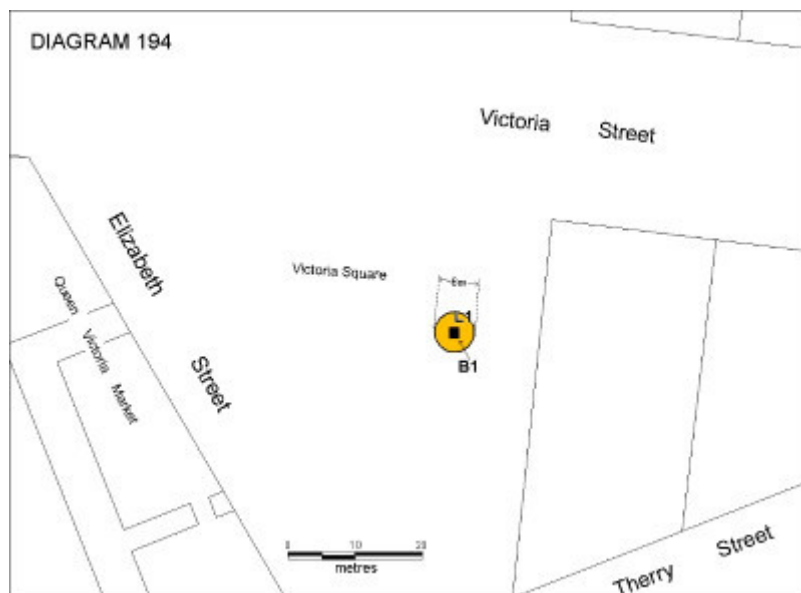 DIAGRAM 194
Victoria Street
Elizabeth Street
Victoria Square
Queen Victoria Market
6m
L1
B1
0 10 20
metres
Therry Street